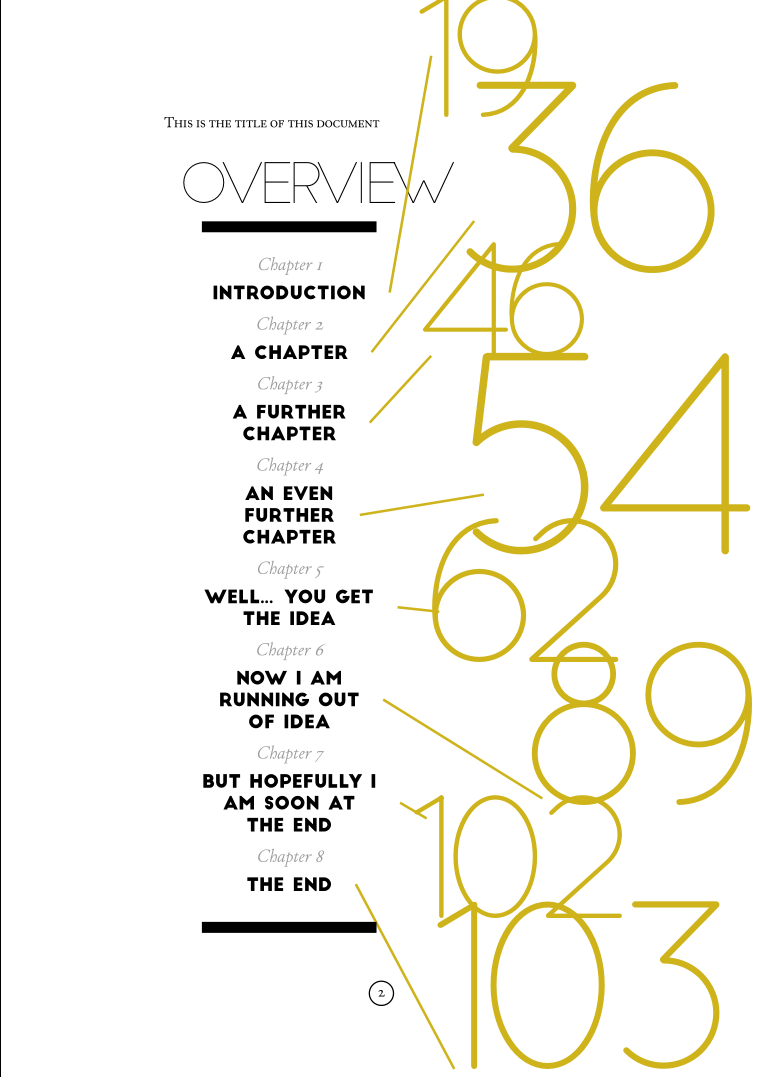 THIS IS THE TITLE OF THIS DOCUMENT
OVERVIEW
Chapter 1
INTRODUCTION
19
Chapter 2
A CHAPTER
36
Chapter 3
A FURTHER
CHAPTER
46
Chapter 4
AN EVEN
FURTHER
CHAPTER
54
Chapter 5
WELL... YOU GET
THE IDEA
62
Chapter 6
NOW I AM
RUNNING OUT
OF IDEA
89
Chapter 7
BUT HOPEFULLY I
AM SOON AT
THE END
102
Chapter 8
THE END
103
2